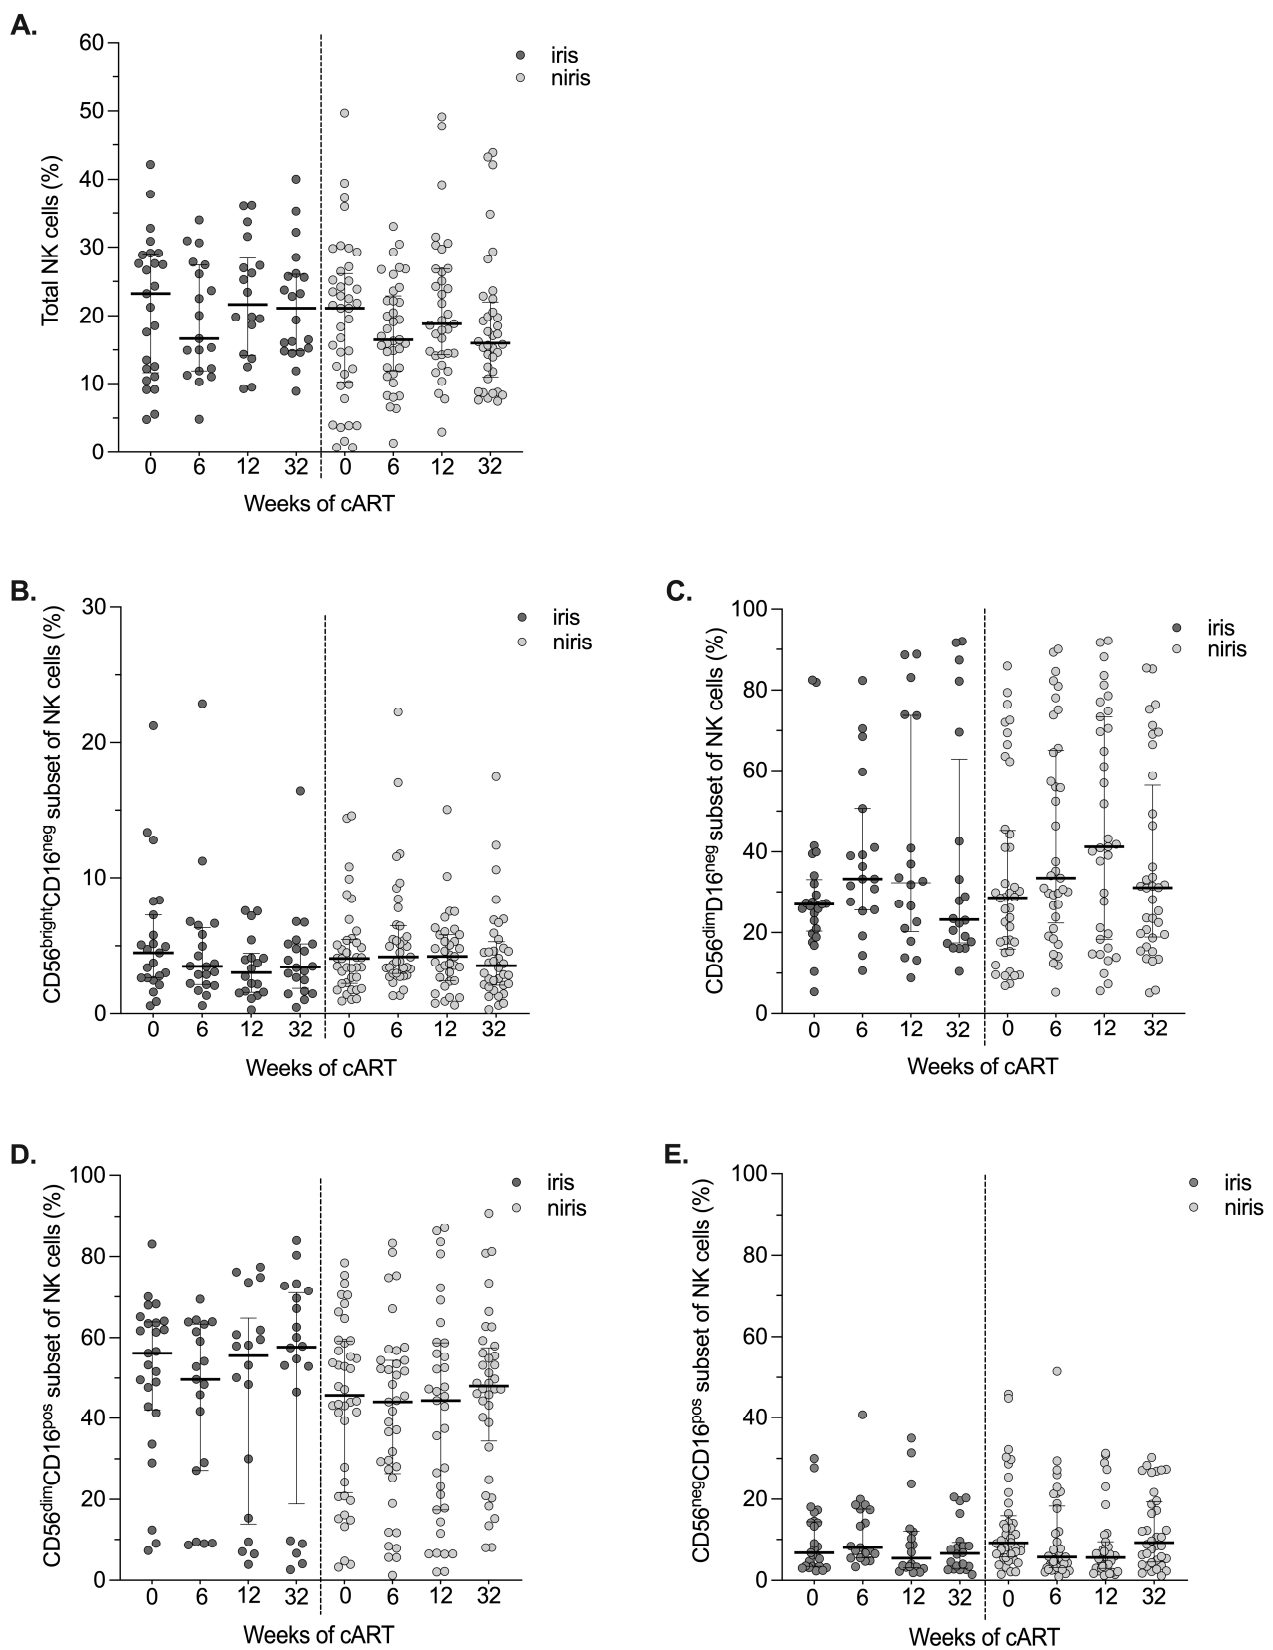 A.
60
50
40
30
20
10
0
Total NK cells (%)
iris
niris
0 6 12 32 0 6 12 32
Weeks of cART
B.
30
20
10
0
CD56brightCD16neg subset of NK cells (%)
iris
niris
0 6 12 32 0 6 12 32
Weeks of cART
C.
100
80
60
40
20
0
CD56dimD16neg subset of NK cells (%)
iris
niris
0 6 12 32 0 6 12 32
Weeks of cART
D.
100
80
60
40
20
0
CD56dimCD16pos subset of NK cells (%)
iris
niris
0 6 12 32 0 6 12 32
Weeks of cART
E.
100
80
60
40
20
0
CD56negCD16pos subset of NK cells (%)
iris
niris
0 6 12 32 0 6 12 32
Weeks of cART